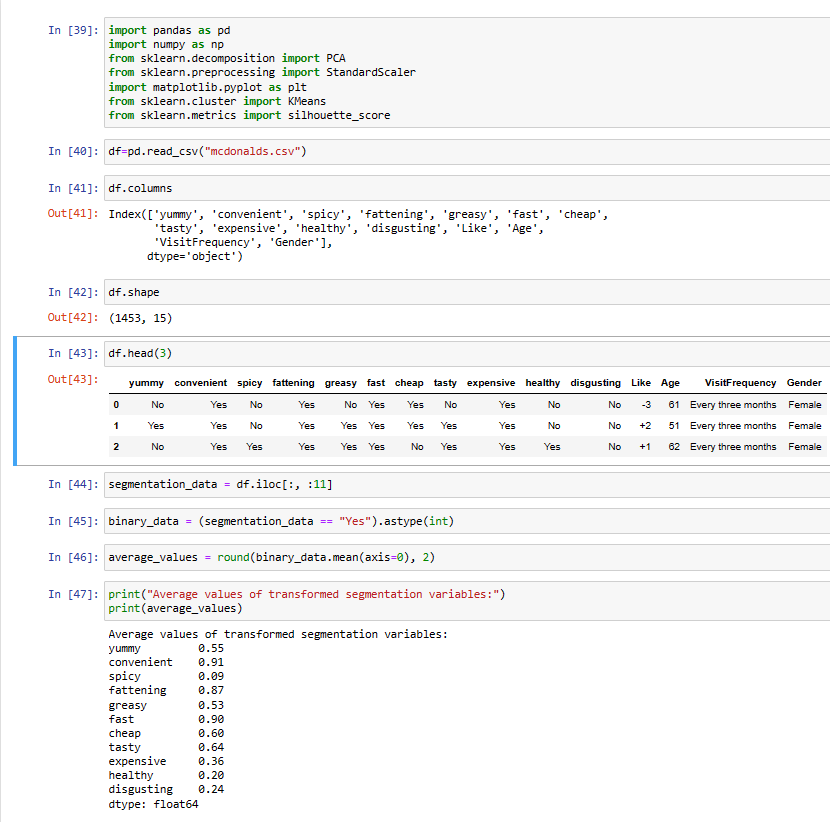 In [39]: import pandas as pd
import numpy as np
from sklearn.decomposition import PCA
from sklearn.preprocessing import StandardScaler
import matplotlib.pyplot as plt
from sklearn.cluster import KMeans
from sklearn.metrics import silhouette_score
In [40]: df=pd.read_csv("mcdonalds.csv")
In [41]: df.columns
Out[41]: Index(['yummy', 'convenient', 'spicy', 'fattening', 'greasy', 'fast', 'cheap',
'tasty', 'expensive', 'healthy', 'disgusting', 'Like', 'Age',
'VisitFrequency', 'Gender'],
dtype='object')
In [42]: df.shape
Out[42]: (1453, 15)
In [43]: df.head(3)
Out[43]:
yummy convenient spicy fattening greasy fast cheap tasty expensive healthy disgusting Like Age VisitFrequency Gender
0 No Yes No Yes No Yes Yes No Yes No No -3 61 Every three months Female
1 Yes Yes No Yes Yes Yes Yes Yes Yes No No +2 51 Every three months Female
2 No Yes Yes Yes Yes Yes No Yes Yes Yes No +1 62 Every three months Female
In [44]: segmentation_data = df.iloc[:, :11]
In [45]: binary_data = (segmentation_data == "Yes").astype(int)
In [46]: average_values = round(binary_data.mean(axis=0), 2)
In [47]: print("Average values of transformed segmentation variables:")
print(average_values)
Average values of transformed segmentation variables:
yummy 0.55
convenient 0.91
spicy 0.09
fattening 0.87
greasy 0.53
fast 0.90
cheap 0.60
tasty 0.64
expensive 0.36
healthy 0.20
disgusting 0.24
dtype: float64